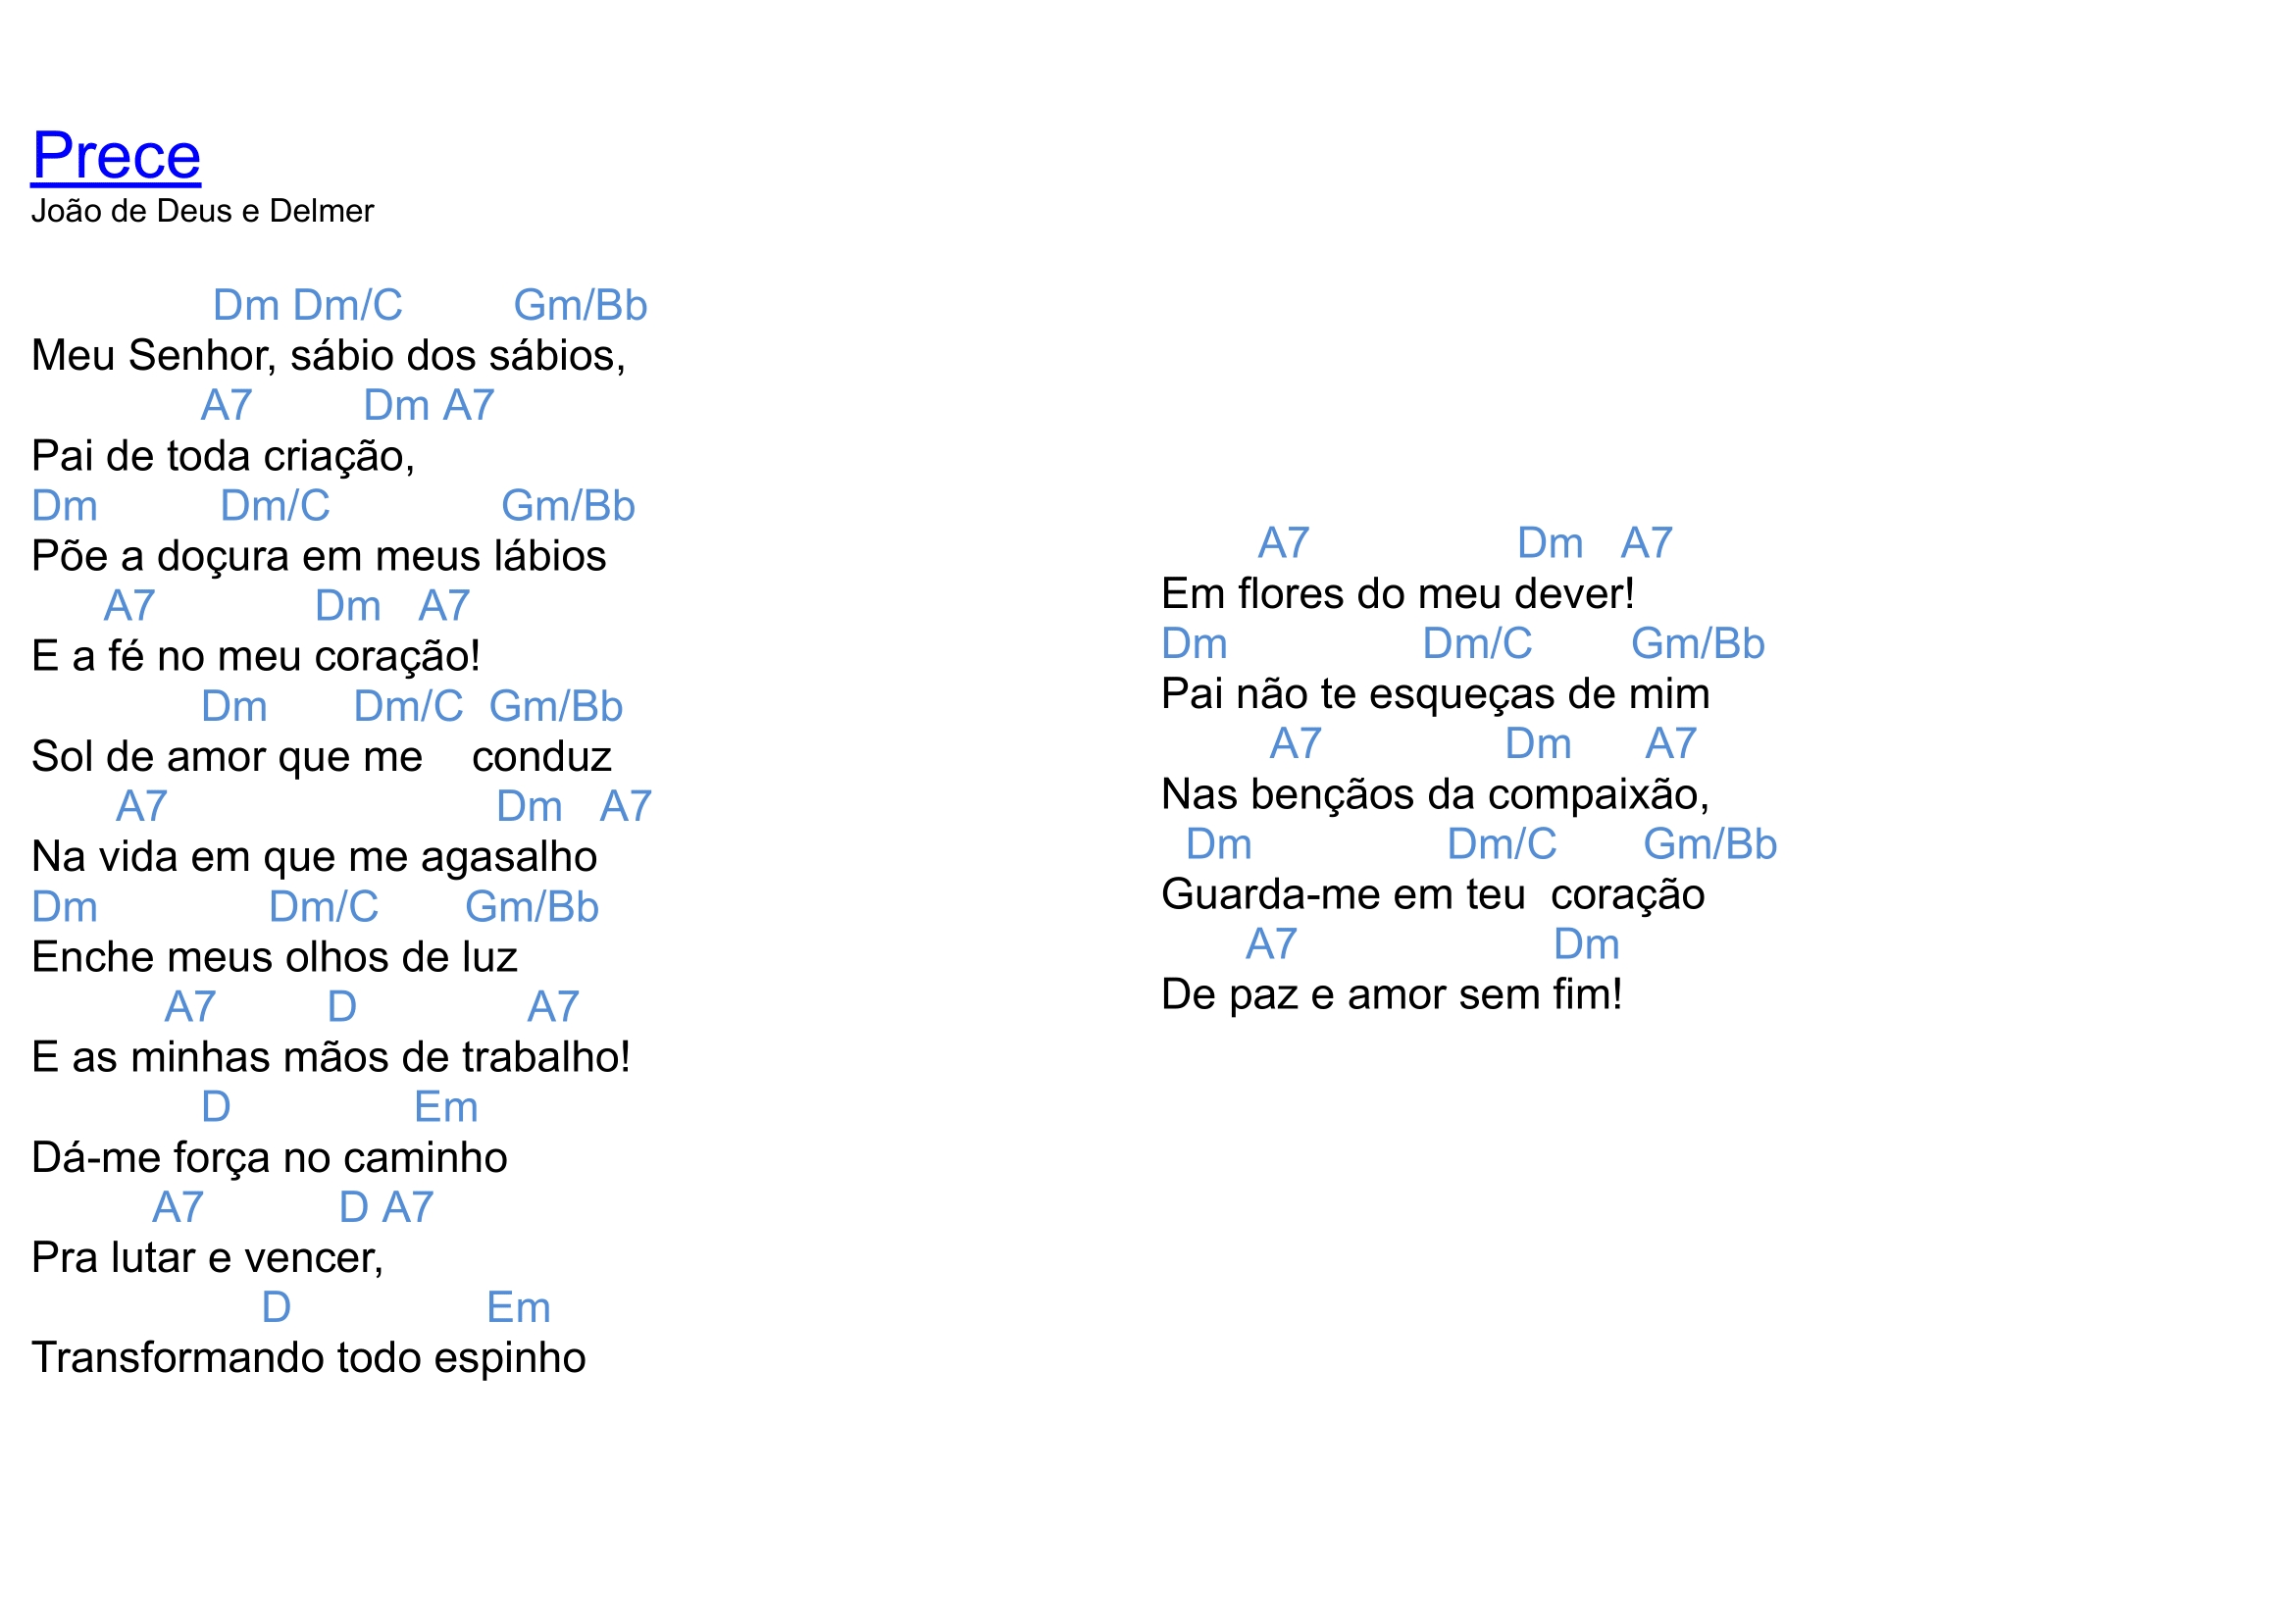 Prece
João de Deus e Delmer
Dm Dm/C Gm/Bb
Meu Senhor, sábio dos sábios,
A7 Dm A7
Pai de toda criação,
Dm Dm/C Gm/Bb
Põe a doçura em meus lábios
A7 Dm A7
E a fé no meu coração!
Dm Dm/C Gm/Bb
Sol de amor que me conduz
A7 Dm A7
Na vida em que me agasalho
Dm Dm/C Gm/Bb
Enche meus olhos de luz
A7 D A7
E as minhas mãos de trabalho!
D Em
Dá-me força no caminho
A7 D A7
Pra lutar e vencer,
D Em
Transformando todo espinho
A7 Dm A7
Em flores do meu dever!
Dm Dm/C Gm/Bb
Pai não te esqueças de mim
A7 Dm A7
Nas bençãos da compaixão,
Dm Dm/C Gm/Bb
Guarda-me em teu coração
A7 Dm
De paz e amor sem fim!